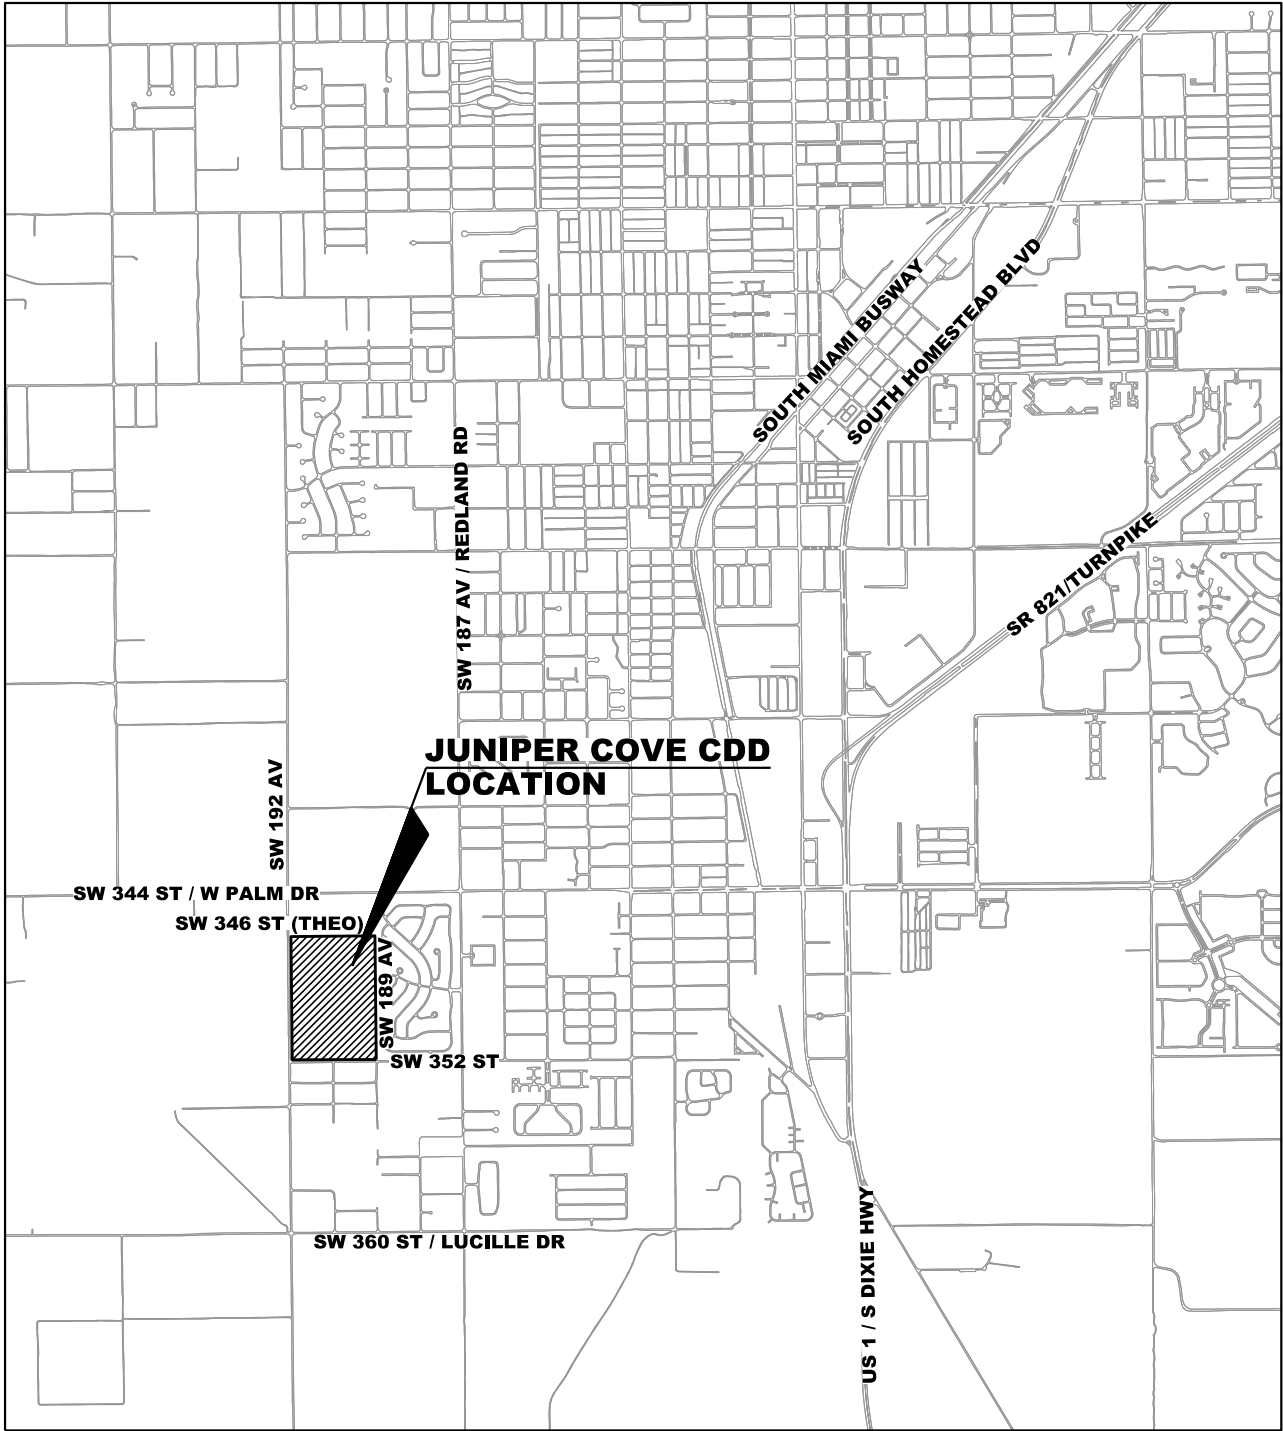 SOUTH MIAMI BUSWAY
SOUTH HOMESTEAD BLVD
SW 187 AV / REDLAND RD
SR 821/TURNPIKE
JUNIPER COVE CDD
LOCATION
SW 192 AV
SW 344 ST / W PALM DR
SW 346 ST (THEO)
SW 189 AV
SW 352 ST
SW 360 ST / LUCILLE DR
US 1 / S DIXIE HWY